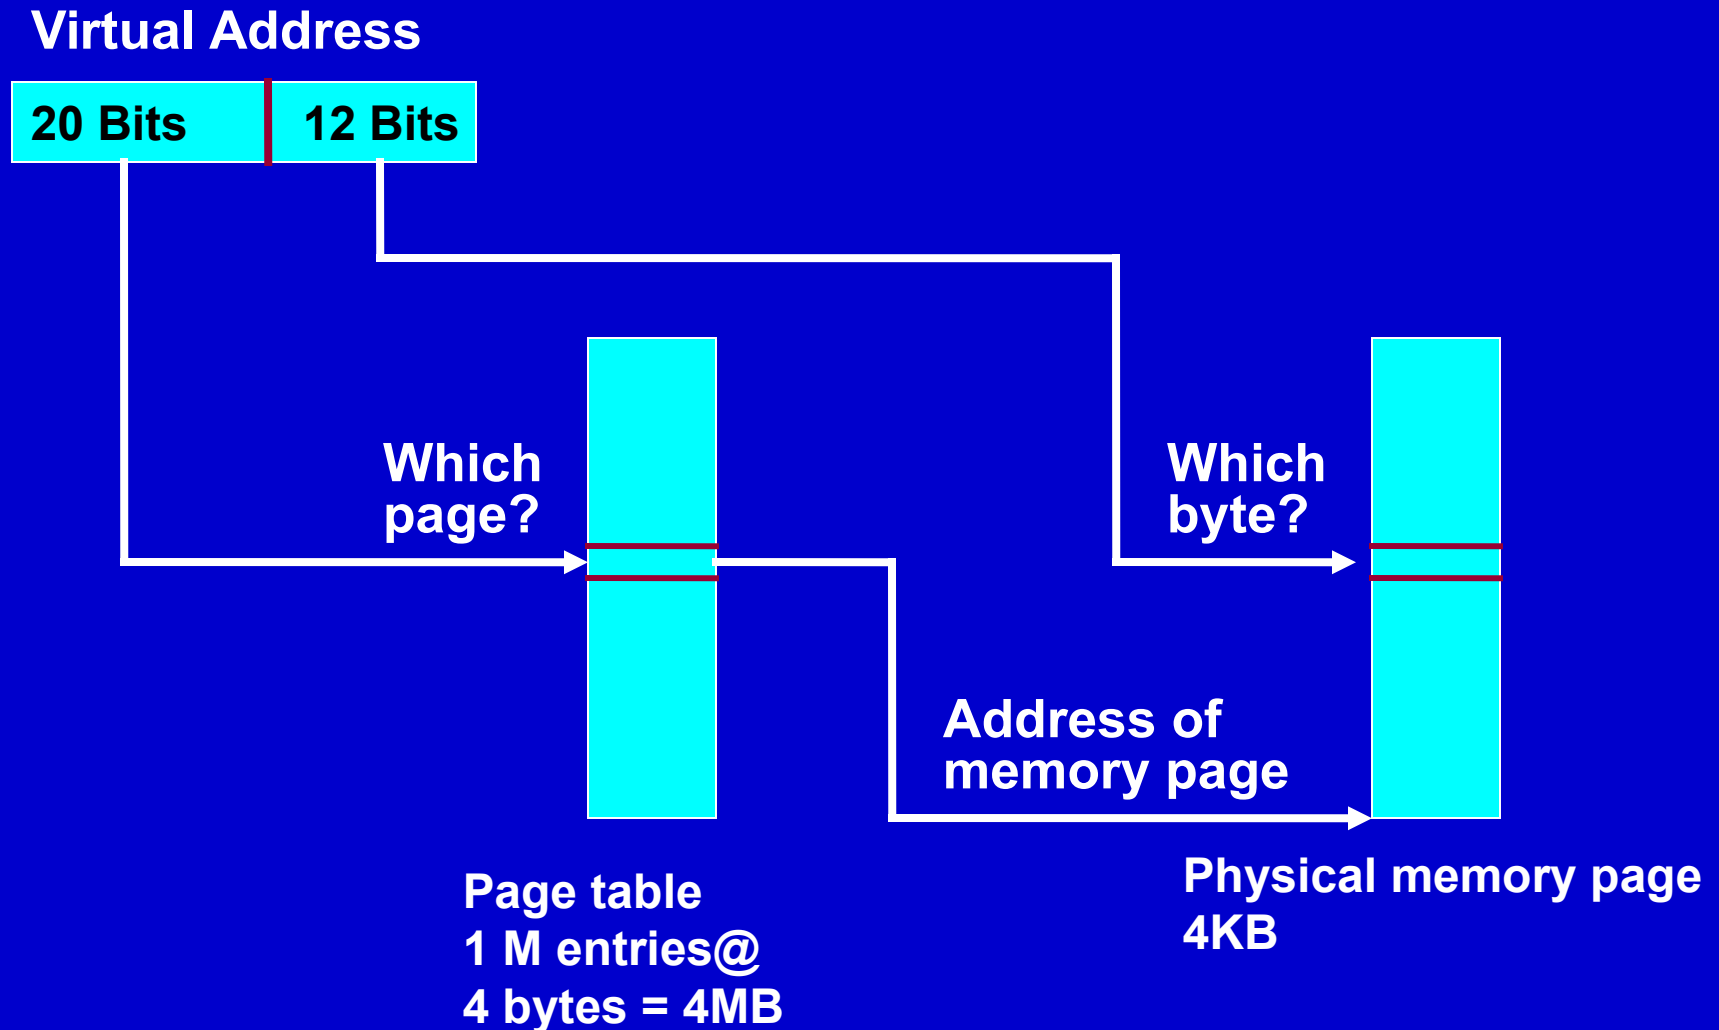 Virtual Address
20 Bits
12 Bits
Which
page?
Which
byte?
Address of
memory page
Page table
1 M entries@
4 bytes = 4MB
Physical memory page
4KB